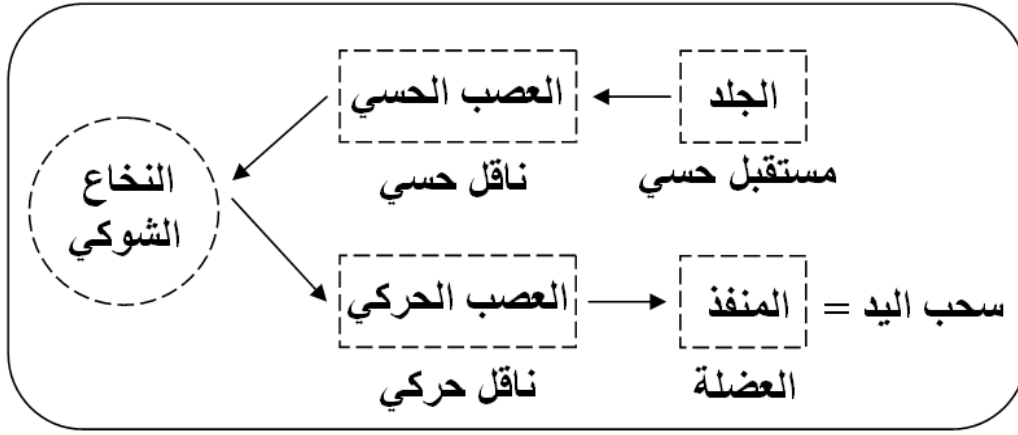 الجلد
العصب الحسي
مستقبل حسي
ناقل حسي
النخاع
الشوكي
العصب الحركي
المنفذ = سحب اليد
ناقل حركي
العضلة